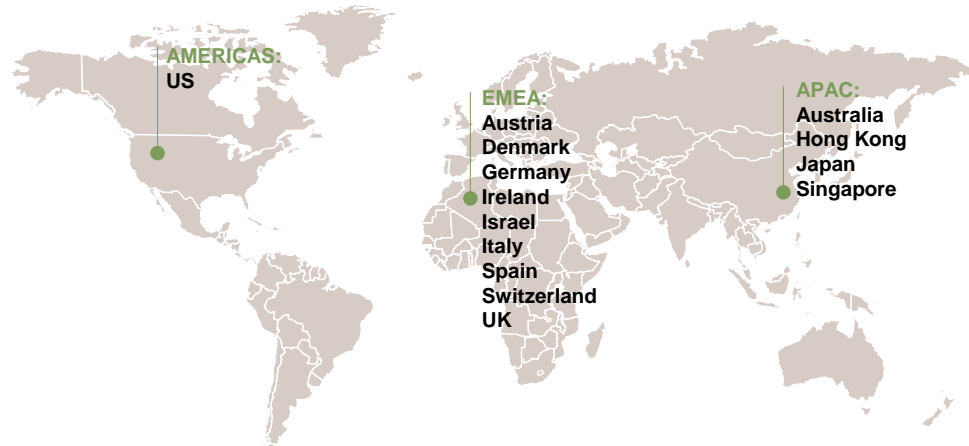 AMERICAS:
US
EMEA:
Austria
Denmark
Germany
Ireland
Israel
Italy
Spain
Switzerland
UK
APAC:
Australia
Hong Kong
Japan
Singapore